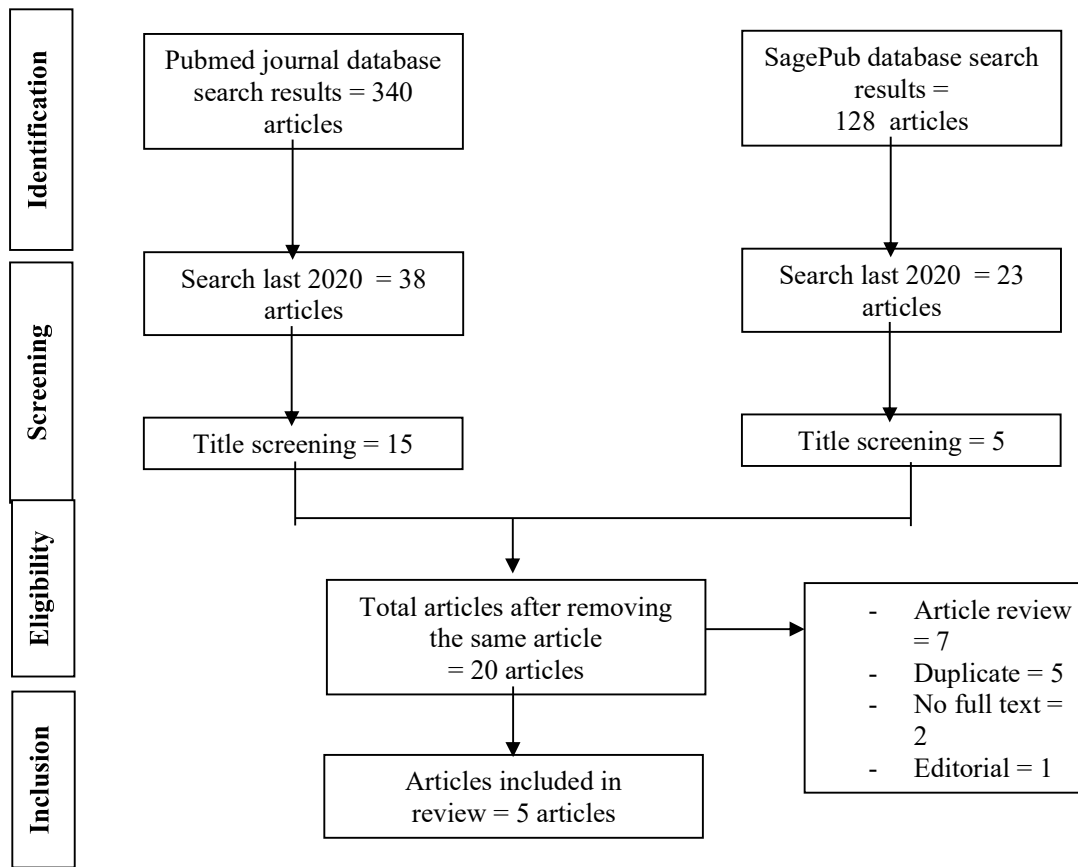 Identification
Pubmed journal database
search results = 340
articles
SagePub database search
results =
128 articles
Screening
Search last 2020 = 38
articles
Search last 2020 = 23
articles
Title screening = 15
Title screening = 5
Eligibility
Total articles after removing
the same article
= 20 articles
- Article review
= 7
- Duplicate = 5
- No full text =
2
- Editorial = 1
Inclusion
Articles included in
review = 5 articles